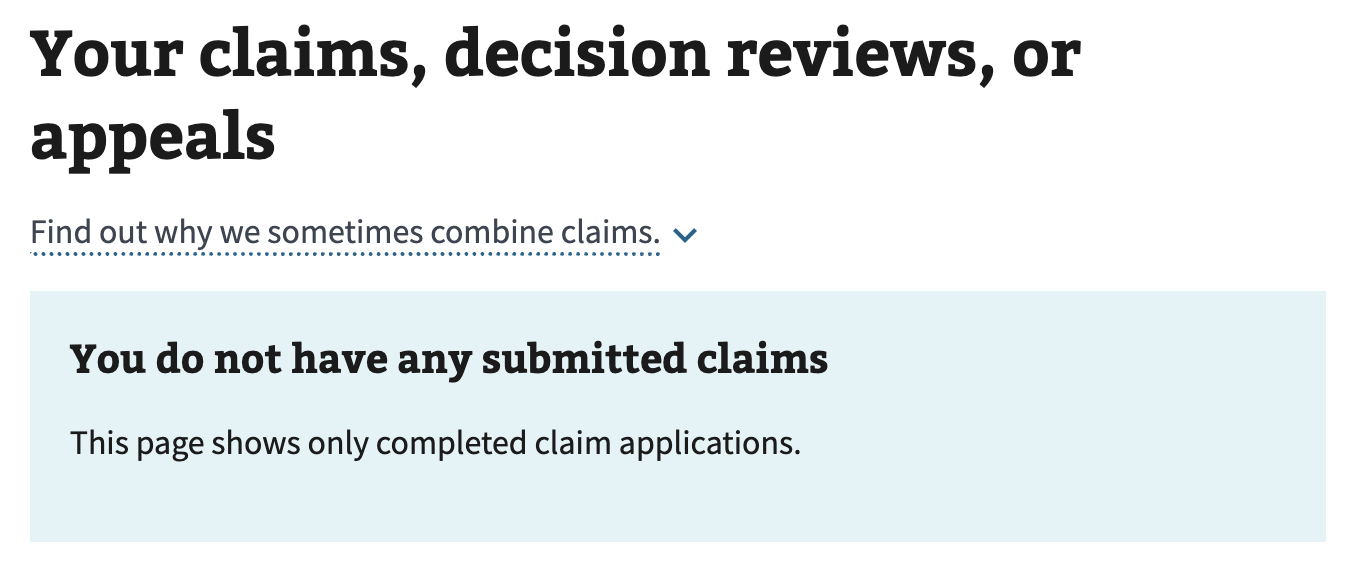 Your claims, decision reviews, or
appeals
Find out why we sometimes combine claims.
You do not have any submitted claims
This page shows only completed claim applications.